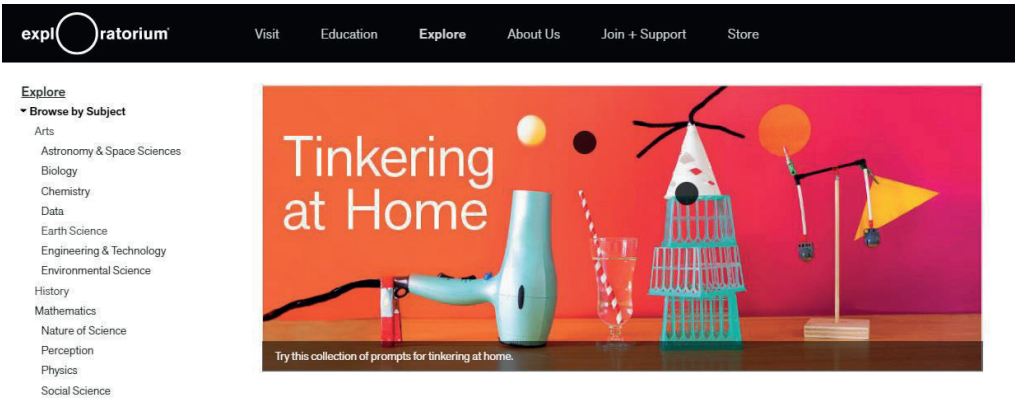 expl ratorium
Visit Education Explore About Us Join + Support Store
Explore
Browse by Subject
Arts
Astronomy & Space Sciences
Biology
Chemistry
Data
Earth Science
Engineering & Technology
Environmental Science
History
Mathematics
Nature of Science
Perception
Physics
Social Science
Tinkering
at Home
Try this collection of prompts for tinkering at home.